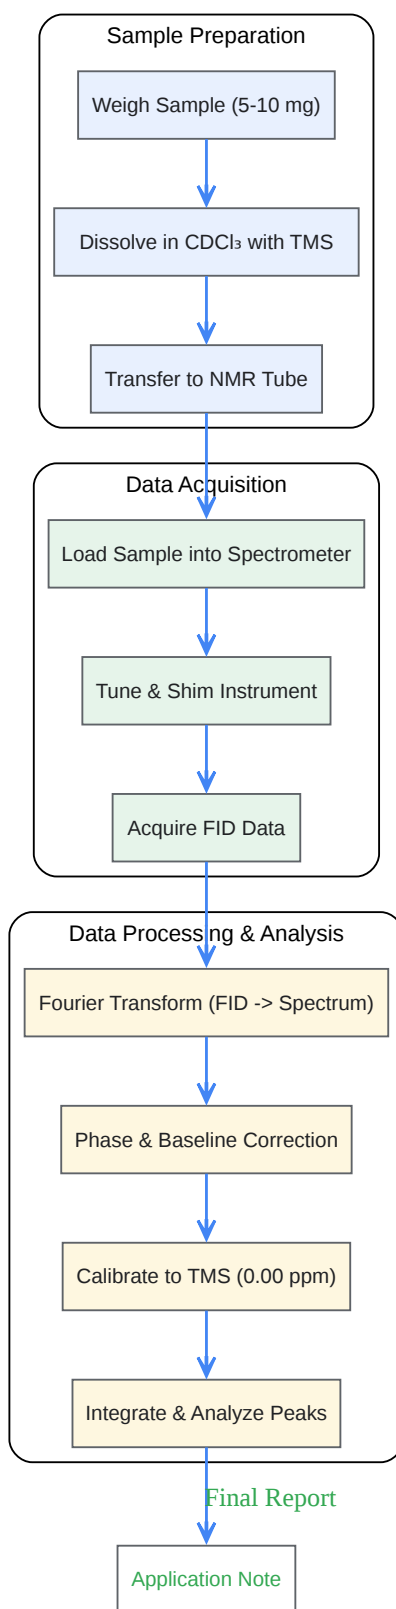 Sample Preparation
Weigh Sample (5-10 mg)
Dissolve in CDCl₃ with TMS
Transfer to NMR Tube
Data Acquisition
Load Sample into Spectrometer
Tune & Shim Instrument
Acquire FID Data
Data Processing & Analysis
Fourier Transform (FID -> Spectrum)
Phase & Baseline Correction
Calibrate to TMS (0.00 ppm)
Integrate & Analyze Peaks
Final Report
Application Note